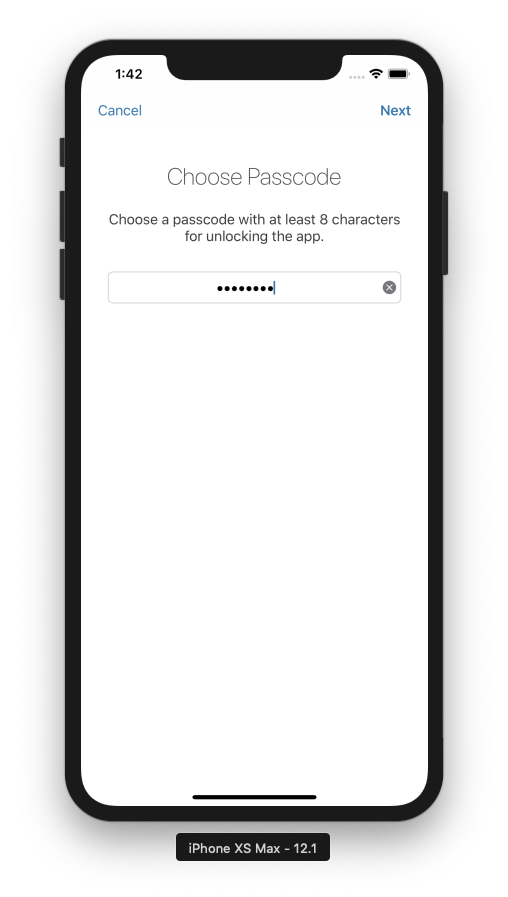 1:42
Cancel
Next
Choose Passcode
Choose a passcode with at least 8 characters
for unlocking the app.
••••••••
iPhone XS Max - 12.1